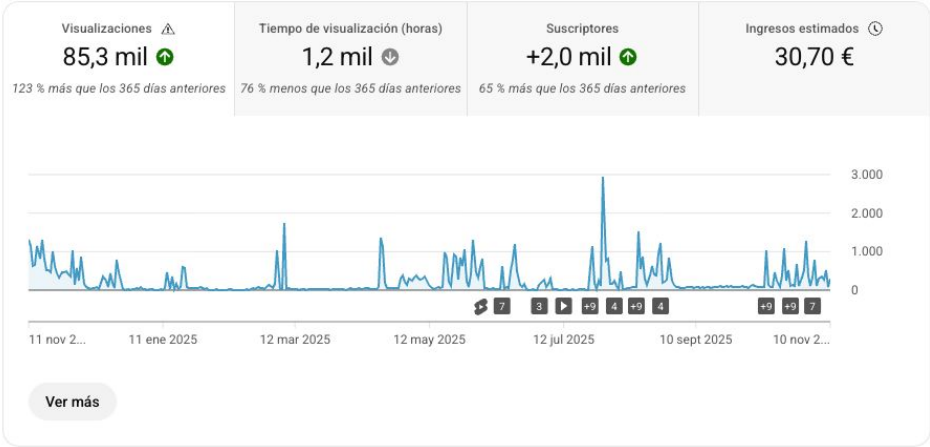 Visualizaciones
85,3 mil
123 % más que los 365 días anteriores
Tiempo de visualización (horas)
1,2 mil
76 % menos que los 365 días anteriores
Suscriptores
+2,0 mil
65 % más que los 365 días anteriores
Ingresos estimados
30,70 €
3.000
2.000
1.000
0
7 3 +9 4 +9 4 +9 +9 7
11 nov 2... 11 ene 2025 12 mar 2025 12 may 2025 12 jul 2025 10 sept 2025 10 nov 2...
Ver más